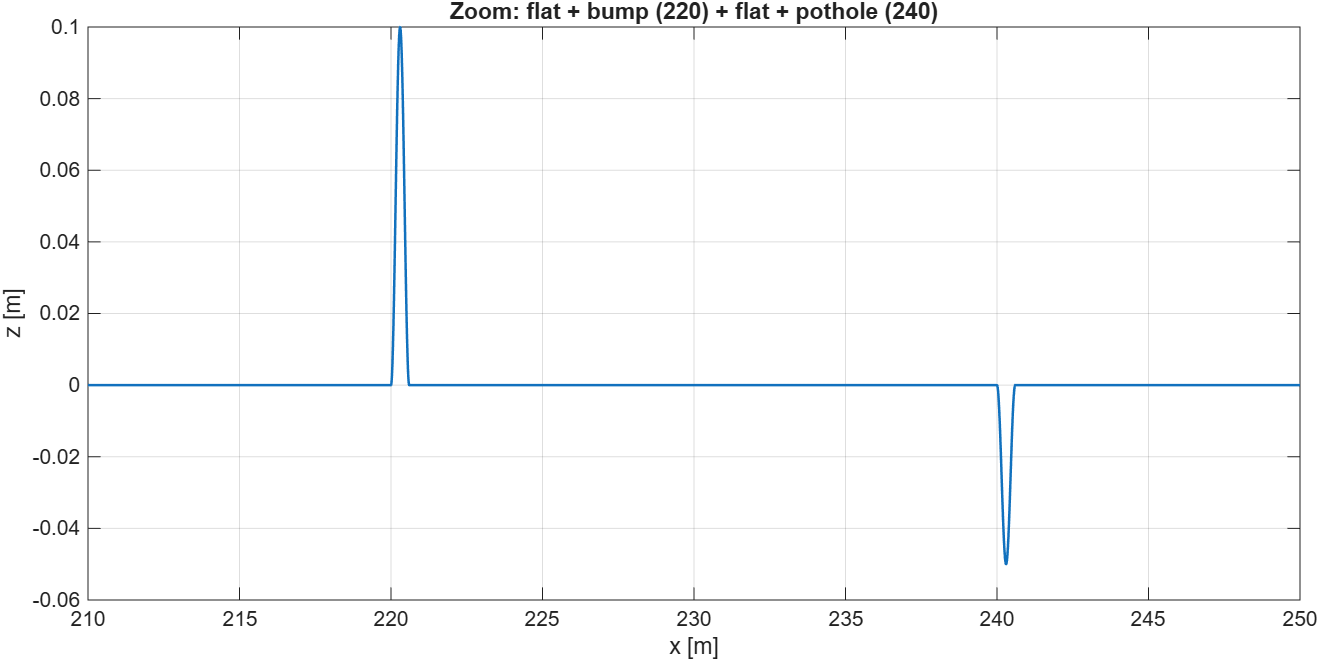 Zoom: flat + bump (220) + flat + pothole (240)
0.1
0.08
0.06
0.04
0.02
0
-0.02
-0.04
-0.06
z [m]
210 215 220 225 230 235 240 245 250
x [m]